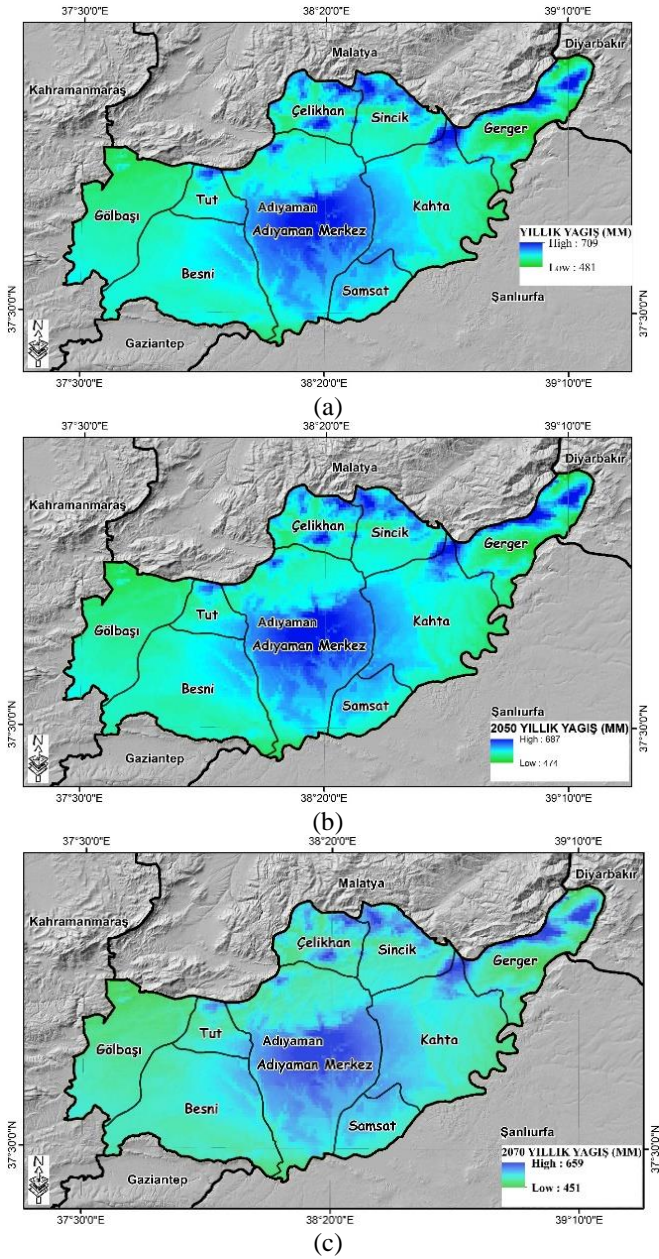 37°30'0"E 38°20'0"E 39°10'0"E
Diyarbakır
Malatya
Kahramanmaraş
Çelikhan
Sincik
Gerger
Tut
Adıyaman
Gölbaşı
Adıyaman Merkez
Kahta
Besni
YILLIK YAGIŞ (MM)
High : 709
Low : 481
Samsat
Şanlıurfa
37°30'0"N 37°30'0"N
N
Gaziantep
37°30'0"E 38°20'0"E 39°10'0"E
(a)
37°30'0"E 38°20'0"E 39°10'0"E
Diyarbakır
Malatya
Kahramanmaraş
Çelikhan
Sincik
Gerger
Tut
Adıyaman
Gölbaşı
Adıyaman Merkez
Kahta
Besni
Samsat
Şanlıurfa
37°30'0"N 37°30'0"N
2050 YILLIK YAGIŞ (MM)
High : 687
Low : 474
N
Gaziantep
37°30'0"E 38°20'0"E 39°10'0"E
(b)
37°30'0"E 38°20'0"E 39°10'0"E
Diyarbakır
Malatya
Kahramanmaraş
Çelikhan
Sincik
Gerger
Tut
Adıyaman
Gölbaşı
Adıyaman Merkez
Kahta
Besni
Samsat
Şanlıurfa
37°30'0"N 37°30'0"N
2070 YILLIK YAGIŞ (MM)
High : 659
Low : 451
N
Gaziantep
37°30'0"E 38°20'0"E 39°10'0"E
(c)